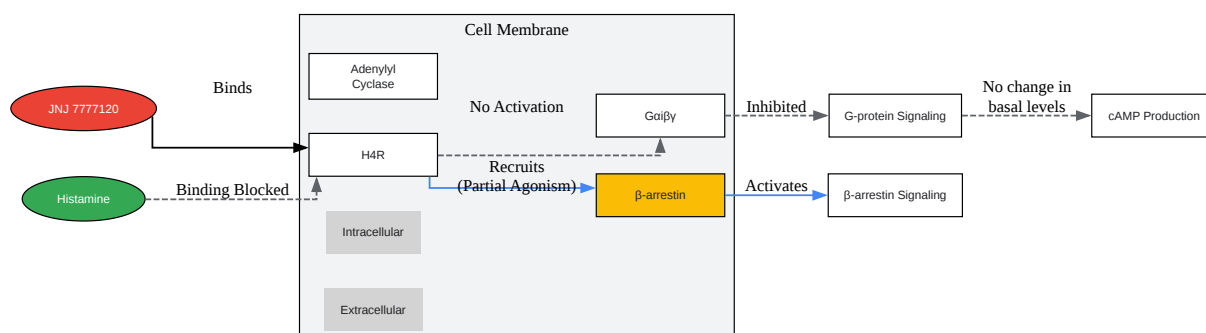 Cell Membrane
Adenylyl
Cyclase
Binds
JNJ 7777120
No Activation
Gαiβγ
Inhibited
G-protein Signaling
No change in
basal levels
cAMP Production
H4R
Recruits
(Partial Agonism)
Binding Blocked
Histamine
β-arrestin
Activates
β-arrestin Signaling
Intracellular
Extracellular